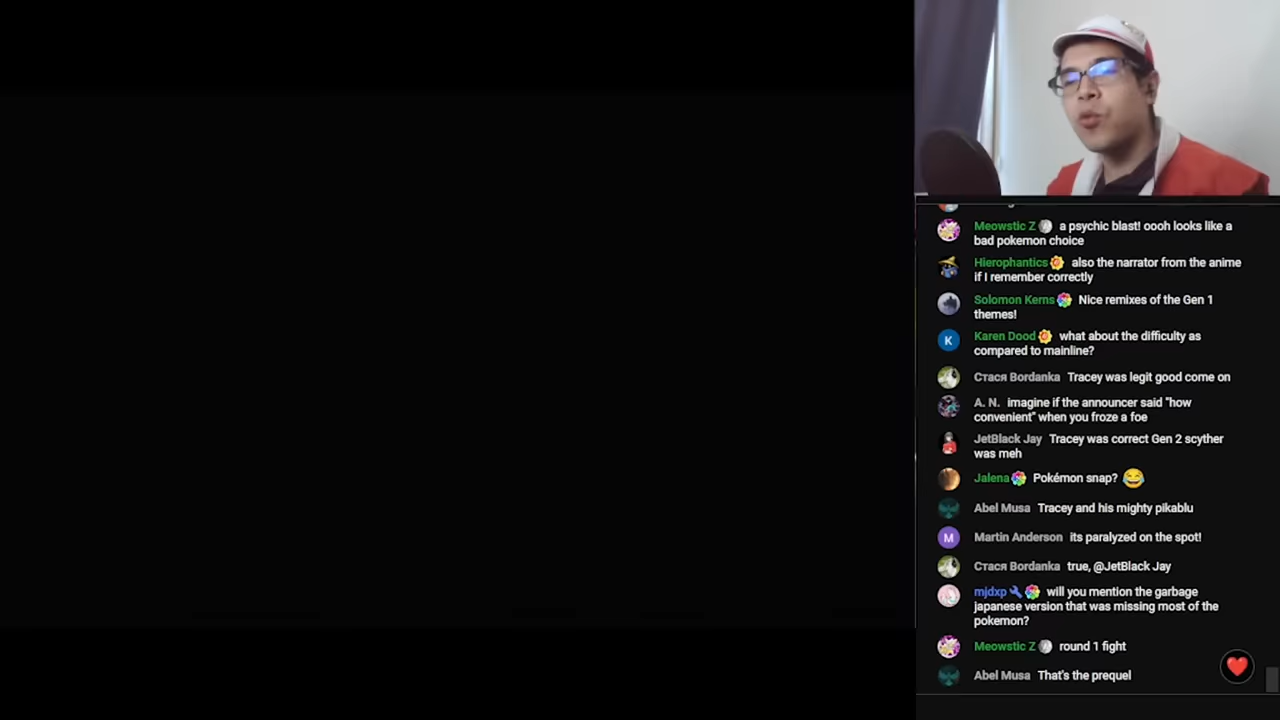 Meowstic Z a psychic blast! oooh looks like a
bad pokemon choice
Hierophantics also the narrator from the anime
if I remember correctly
Solomon Kerns Nice remixes of the Gen 1
themes!
K
Karen Dood what about the difficulty as
compared to mainline?
Стася Bordanka Tracey was legit good come on
A. N. imagine if the announcer said "how
convenient" when you froze a foe
JetBlack Jay Tracey was correct Gen 2 scyther
was meh
Jalena Pokémon snap? 😂
Abel Musa Tracey and his mighty pikablu
M
Martin Anderson its paralyzed on the spot!
Стася Bordanka true, @JetBlack Jay
mjdxp will you mention the garbage
japanese version that was missing most of the
pokemon?
Meowstic Z round 1 fight
Abel Musa That's the prequel